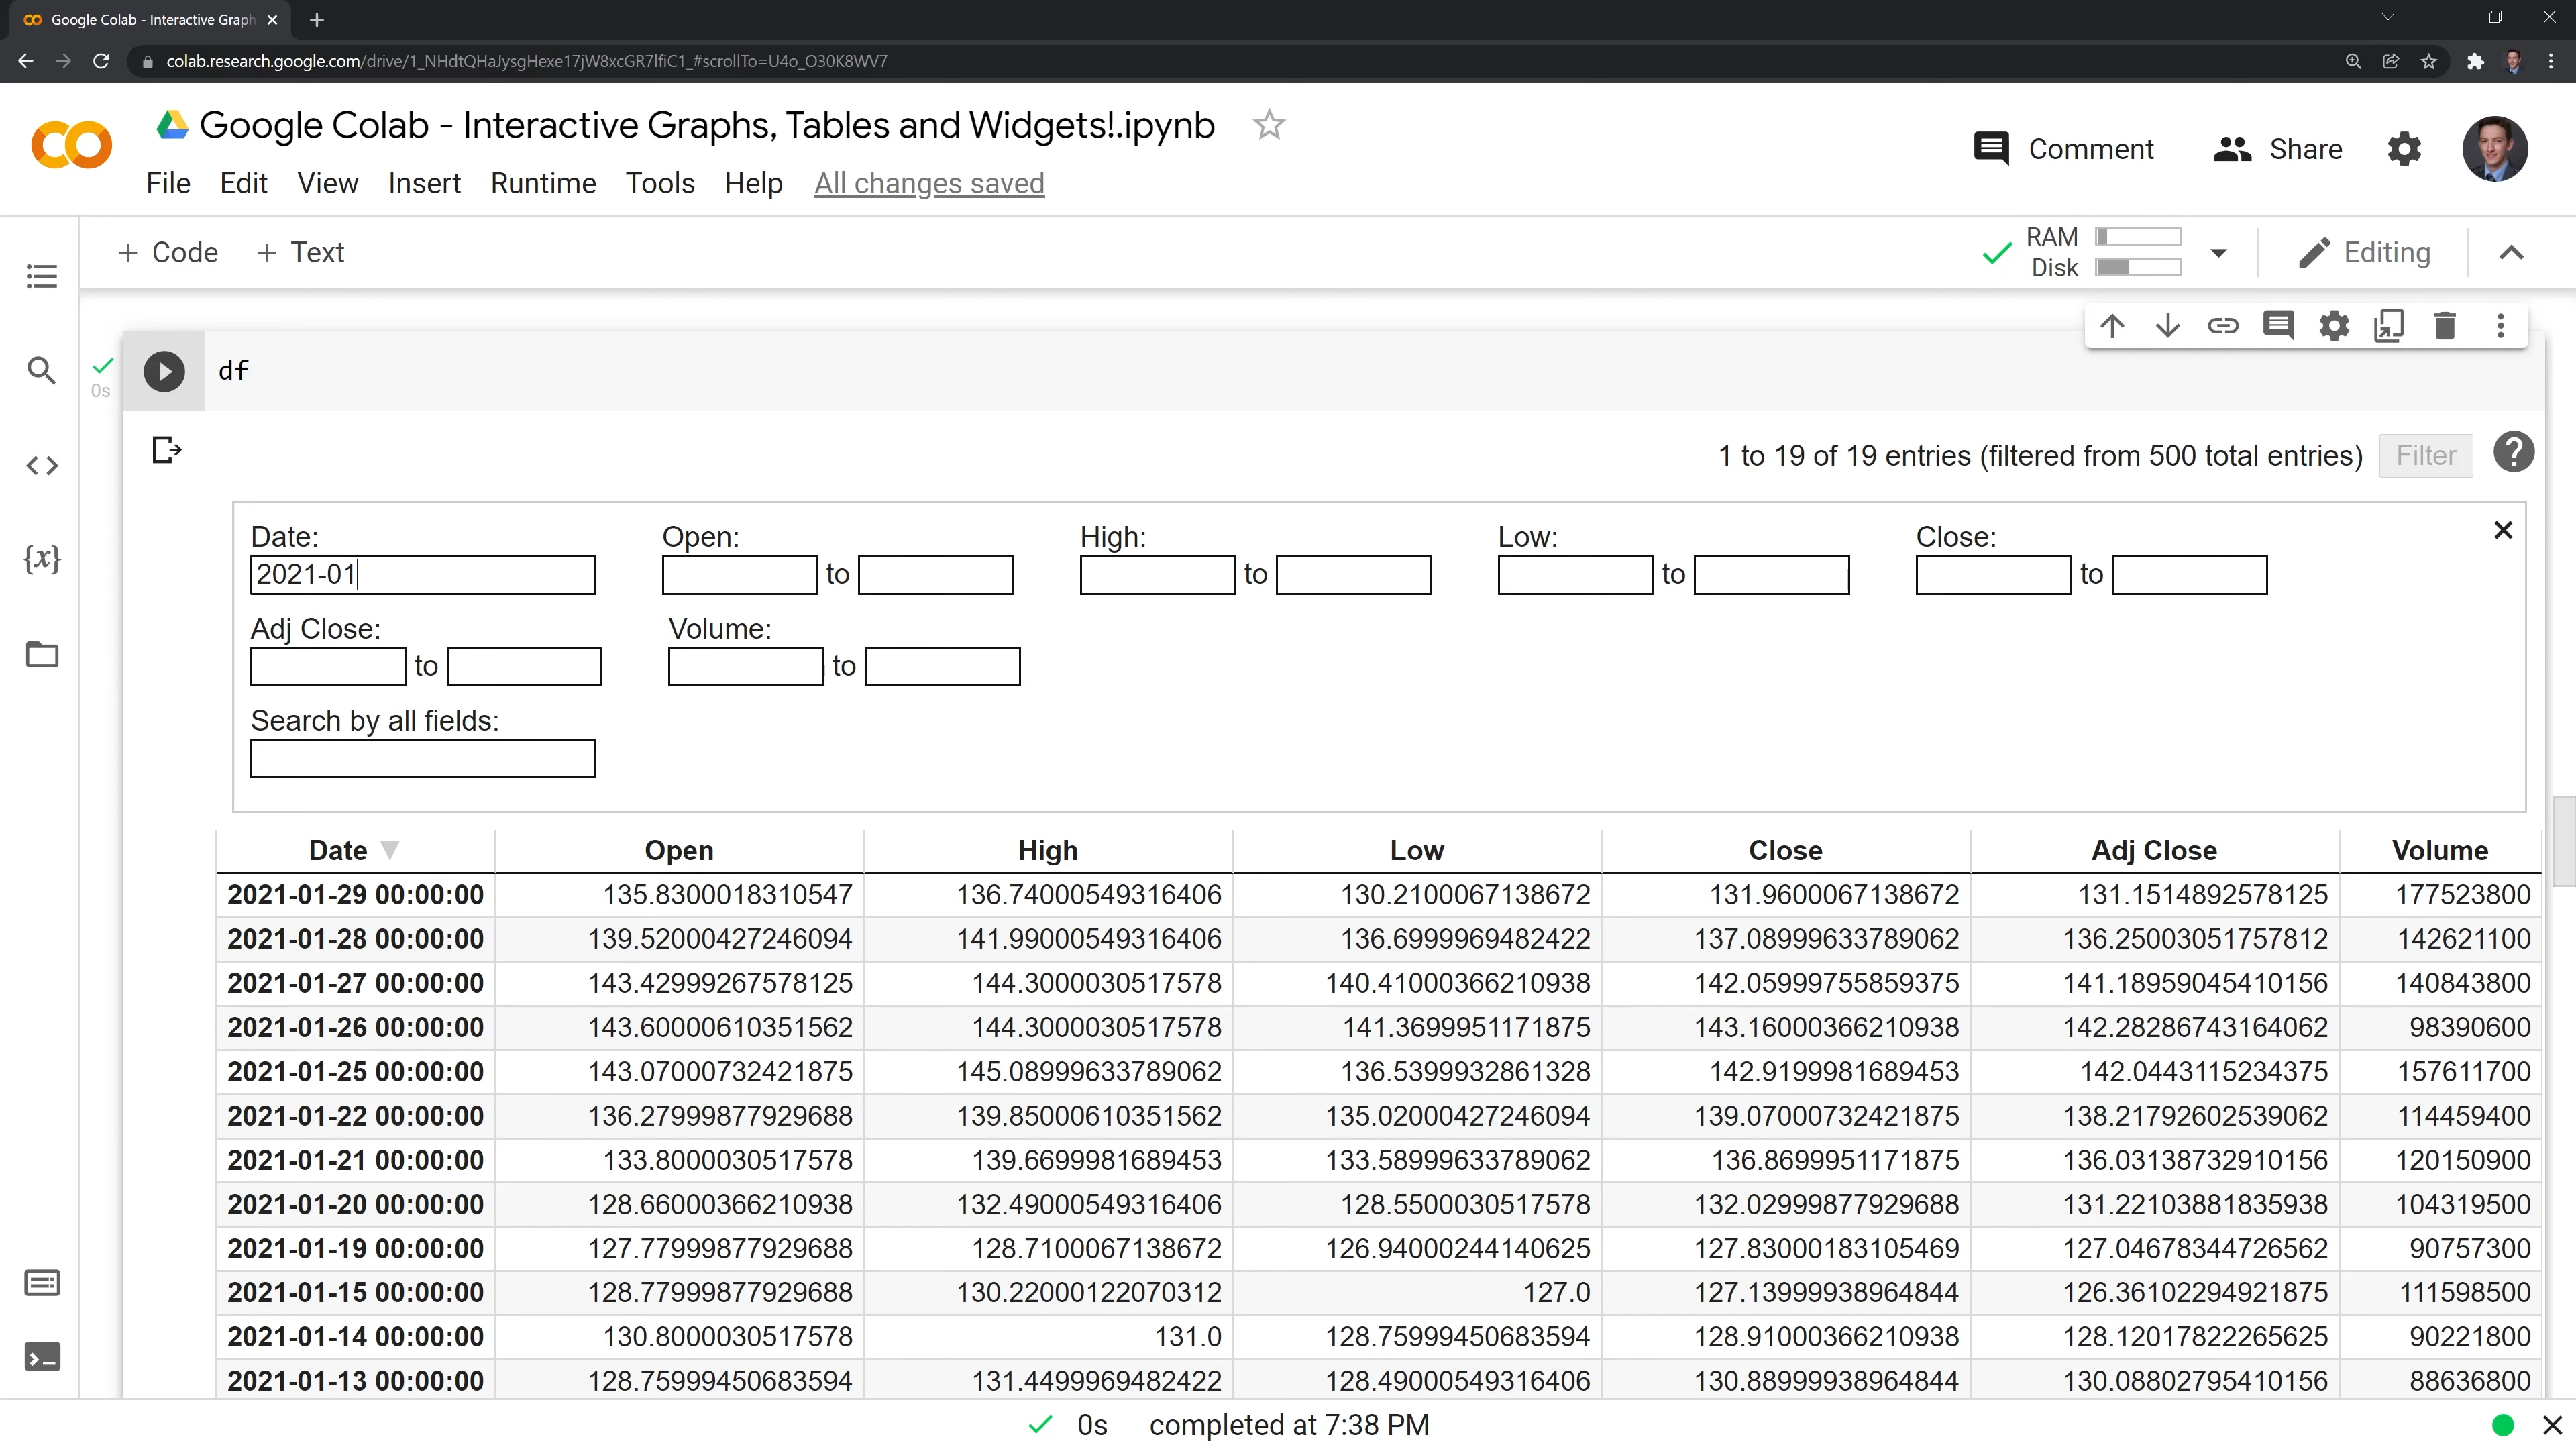 Google Colab - Interactive Graph
colab.research.google.com/drive/1_NHdtQHaJysgHexe17jW8xcGR7lfiC1_#scrollTo=U4o_O30K8WV7
Google Colab - Interactive Graphs, Tables and Widgets!.ipynb
Comment Share
File Edit View Insert Runtime Tools Help All changes saved
+ Code + Text
RAM
Disk
Editing
df
0s
1 to 19 of 19 entries (filtered from 500 total entries) Filter
Date: Open: High: Low: Close:
2021-01 to to to to
Adj Close: Volume:
to to
Search by all fields:
Date Open High Low Close Adj Close Volume
2021-01-29 00:00:00 135.8300018310547 136.74000549316406 130.2100067138672 131.9600067138672 131.1514892578125 177523800
2021-01-28 00:00:00 139.52000427246094 141.99000549316406 136.6999969482422 137.08999633789062 136.25003051757812 142621100
2021-01-27 00:00:00 143.42999267578125 144.3000030517578 140.41000366210938 142.05999755859375 141.18959045410156 140843800
2021-01-26 00:00:00 143.60000610351562 144.3000030517578 141.3699951171875 143.16000366210938 142.28286743164062 98390600
2021-01-25 00:00:00 143.07000732421875 145.08999633789062 136.5399932861328 142.9199981689453 142.0443115234375 157611700
2021-01-22 00:00:00 136.27999877929688 139.85000610351562 135.02000427246094 139.07000732421875 138.21792602539062 114459400
2021-01-21 00:00:00 133.8000030517578 139.6699981689453 133.58999633789062 136.8699951171875 136.03138732910156 120150900
2021-01-20 00:00:00 128.66000366210938 132.49000549316406 128.5500030517578 132.02999877929688 131.22103881835938 104319500
2021-01-19 00:00:00 127.77999877929688 128.7100067138672 126.94000244140625 127.83000183105469 127.04678344726562 90757300
2021-01-15 00:00:00 128.77999877929688 130.22000122070312 127.0 127.13999938964844 126.36102294921875 111598500
2021-01-14 00:00:00 130.8000030517578 131.0 128.75999450683594 128.91000366210938 128.12017822265625 90221800
2021-01-13 00:00:00 128.75999450683594 131.4499969482422 128.49000549316406 130.88999938964844 130.08802795410156 88636800
0s completed at 7:38 PM